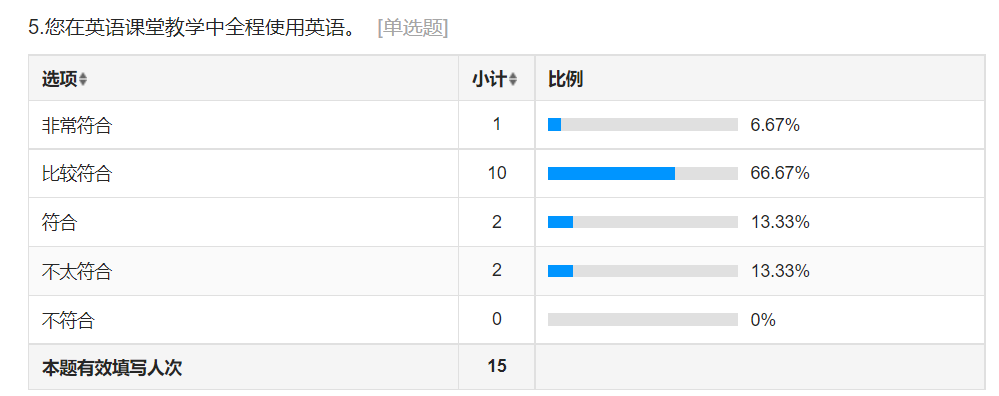 5.您在英语课堂教学中全程使用英语。 [单选题]
选项 小计 比例
非常符合 1 6.67%
比较符合 10 66.67%
符合 2 13.33%
不太符合 2 13.33%
不符合 0 0%
本题有效填写人次 15